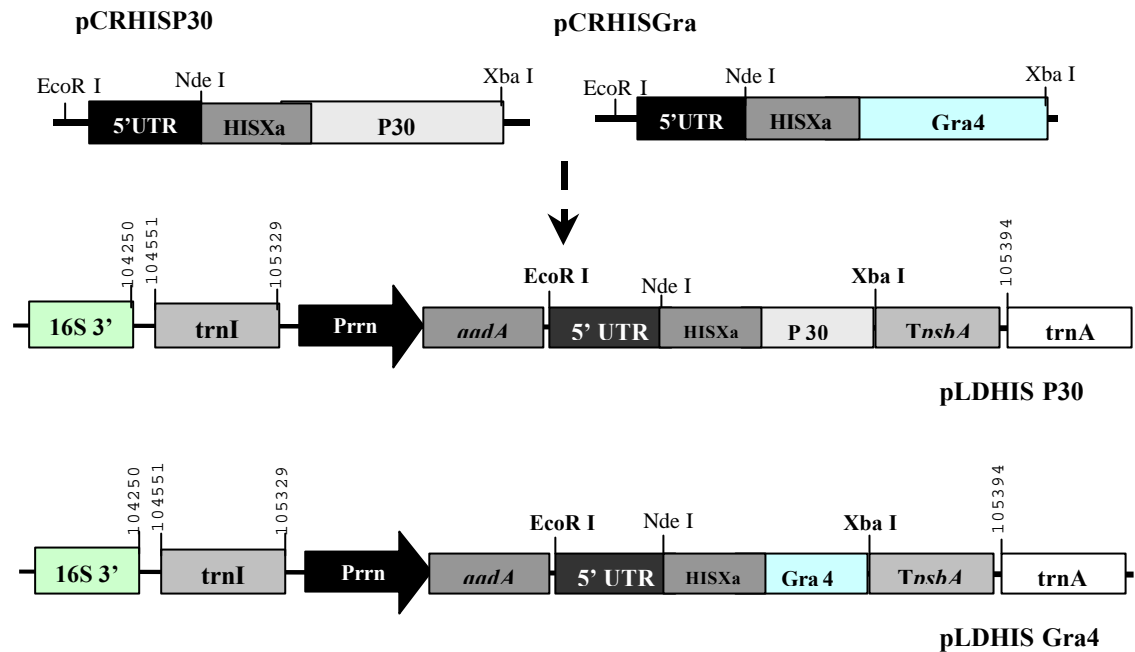 pCRHISP30
pCRHISGra
EcoR I
Nde I
Xba I
5'UTR
HISXa
P30
EcoR I
Nde I
Xba I
5'UTR
HISXa
Gra4
104250
104551
105329
105394
EcoR I
Nde I
Xba I
16S 3'
trnI
Prrn
aadA
5' UTR
HISXa
P 30
TpsbA
trnA
pLDHIS P30
104250
104551
105329
105394
EcoR I
Nde I
Xba I
16S 3'
trnI
Prrn
aadA
5' UTR
HISXa
Gra 4
TpsbA
trnA
pLDHIS Gra4